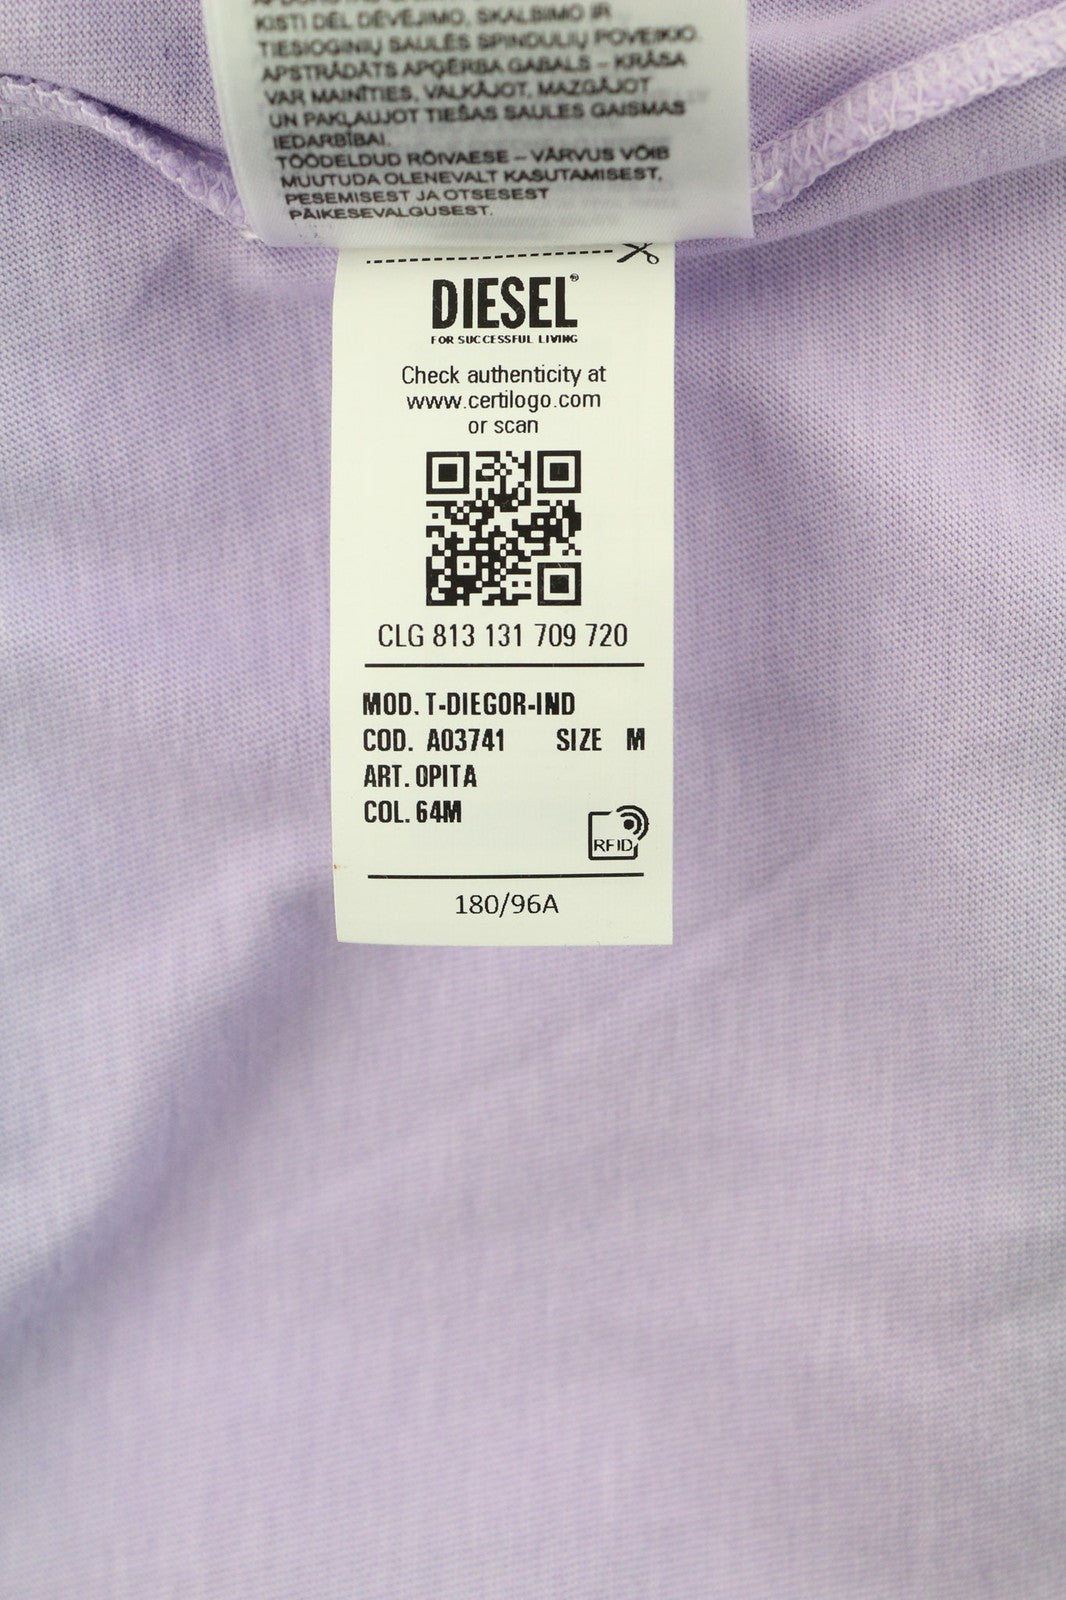 KISTI DĖL DĖVĖJIMO, SKALBIMO IR
TIESIOGINIŲ SAULĖS SPINDULIŲ POVEIKIO.
APSTRĀDĀTS APĢĒRBA GABALS – KRĀSA
VAR MAINĪTIES, VALKĀJOT, MAZGĀJOT
UN PAKĻAUJOT TIEŠAS SAULES GAISMAS
IEDARBĪBAI.
TÖÖDELDUD RÕIVAESE – VÄRVUS VÕIB
MUUTUDA OLENEVALT KASUTAMISEST,
PESEMISEST JA OTSESEST
PÄIKESEVALGUSEST.
DIESEL®
FOR SUCCESSFUL LIVING
Check authenticity at
www.certilogo.com
or scan
CLG 813 131 709 720
MOD. T-DIEGOR-IND
COD. A03741 SIZE M
ART. OPITA
COL. 64M
RFID
180/96A